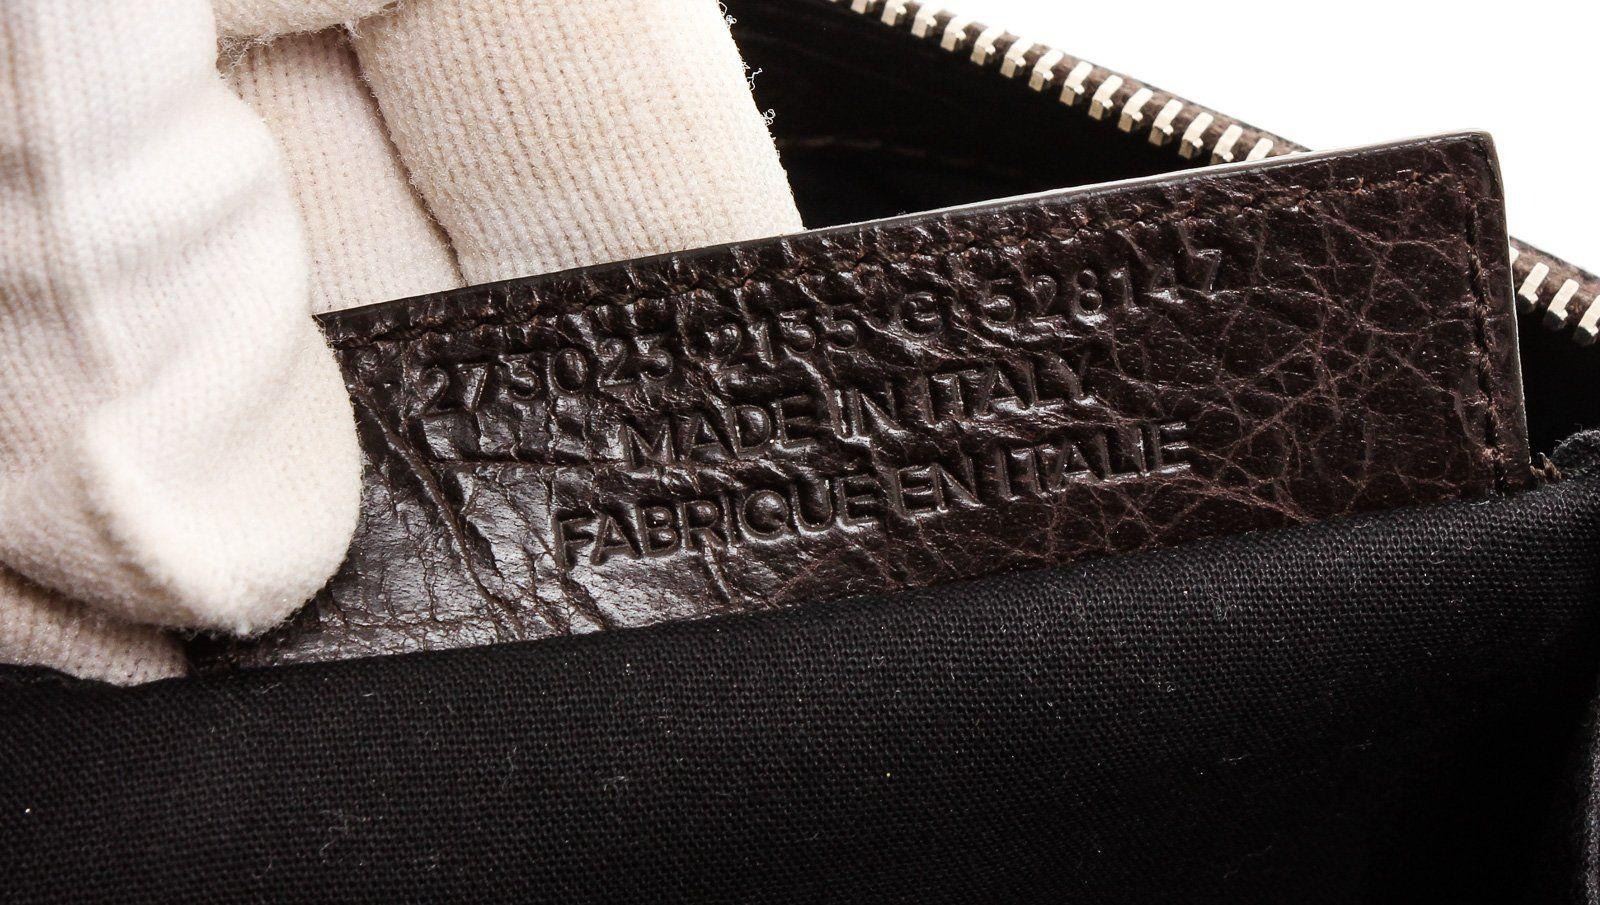 273023 2135 G 528147
MADE IN ITALY
FABRIQUE EN ITALIE